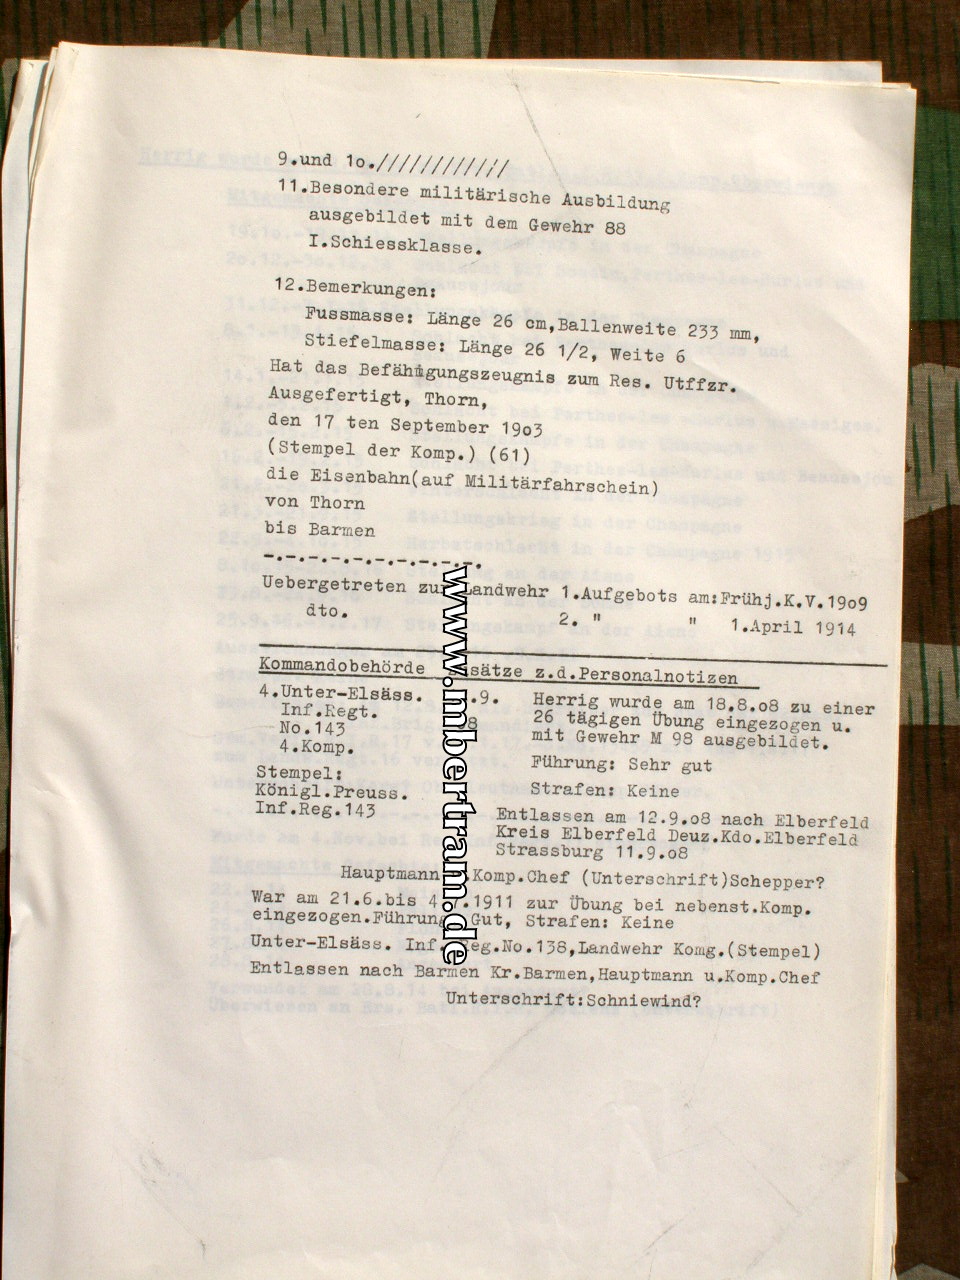 9.und 1o.////////////
11.Besondere militärische Ausbildung
ausgebildet mit dem Gewehr 88
I.Schiessklasse.
12.Bemerkungen:
Fussmasse: Länge 26 cm,Ballenweite 233 mm,
Stiefelmasse: Länge 26 1/2, Weite 6
Hat das Befähigungszeugnis zum Res. Utffzr.
Ausgefertigt, Thorn,
den 17 ten September 19o3
(Stempel der Komp.) (61)
die Eisenbahn(auf Militärfahrschein)
von Thorn
bis Barmen
-.-.-.-.-.-.-.-.-.-.
Uebergetreten zur Landwehr 1.Aufgebots am:Frühj.K.V.19o9
dto. 2. " " 1.April 1914
Kommandobehörde sätze z.d.Personalnotizen
4.Unter-Elsäss. .9. Herrig wurde am 18.8.o8 zu einer
Inf.Regt. 8 26 tägigen Übung eingezogen u.
No.143 mit Gewehr M 98 ausgebildet.
4.Komp.
Führung: Sehr gut
Stempel:
Königl.Preuss. Strafen: Keine
Inf.Reg.143
Entlassen am 12.9.o8 nach Elberfeld
Kreis Elberfeld Deuz.Kdo.Elberfeld
Strassburg 11.9.o8
Hauptmann .Komp.Chef (Unterschrift)Schepper?
War am 21.6.bis 4 .1911 zur Übung bei nebenst.Komp.
eingezogen.Führung Gut, Strafen: Keine
Unter-Elsäss. Inf. Reg.No.138,Landwehr Komg.(Stempel)
Entlassen nach Barmen Kr.Barmen,Hauptmann u.Komp.Chef
Unterschrift:Schniewind?
www.mbertram.de